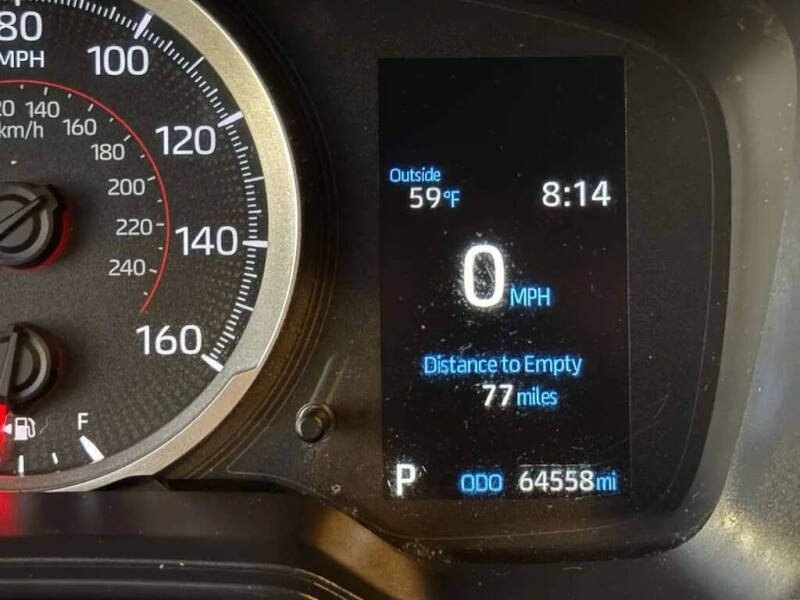 80
MPH
100
120
140
160
20 140
km/h
160
180
200
220
240
F
Outside
59°F
8:14
0 MPH
Distance to Empty
77 miles
P
ODO 64558 mi